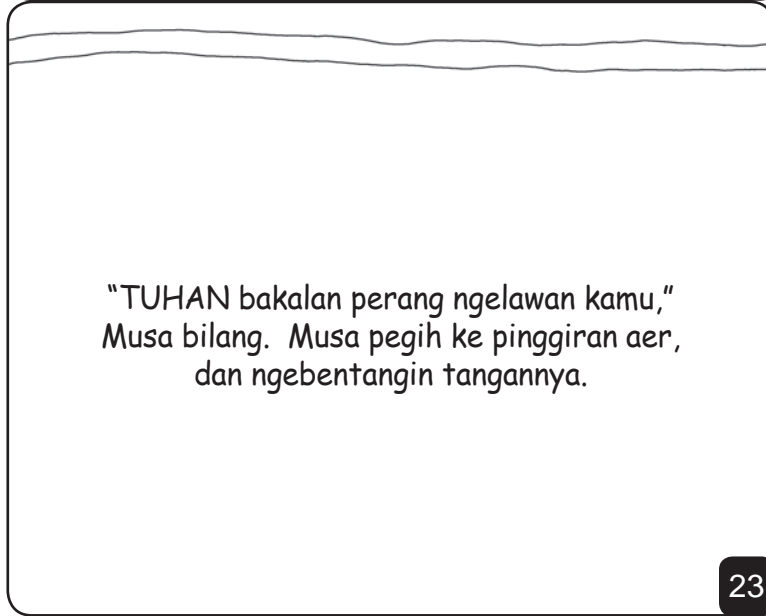 “TUHAN bakalan perang ngelawan kamu,”
Musa bilang.  Musa pegih ke pinggiran aer,
dan ngebentangin tangannya.
23